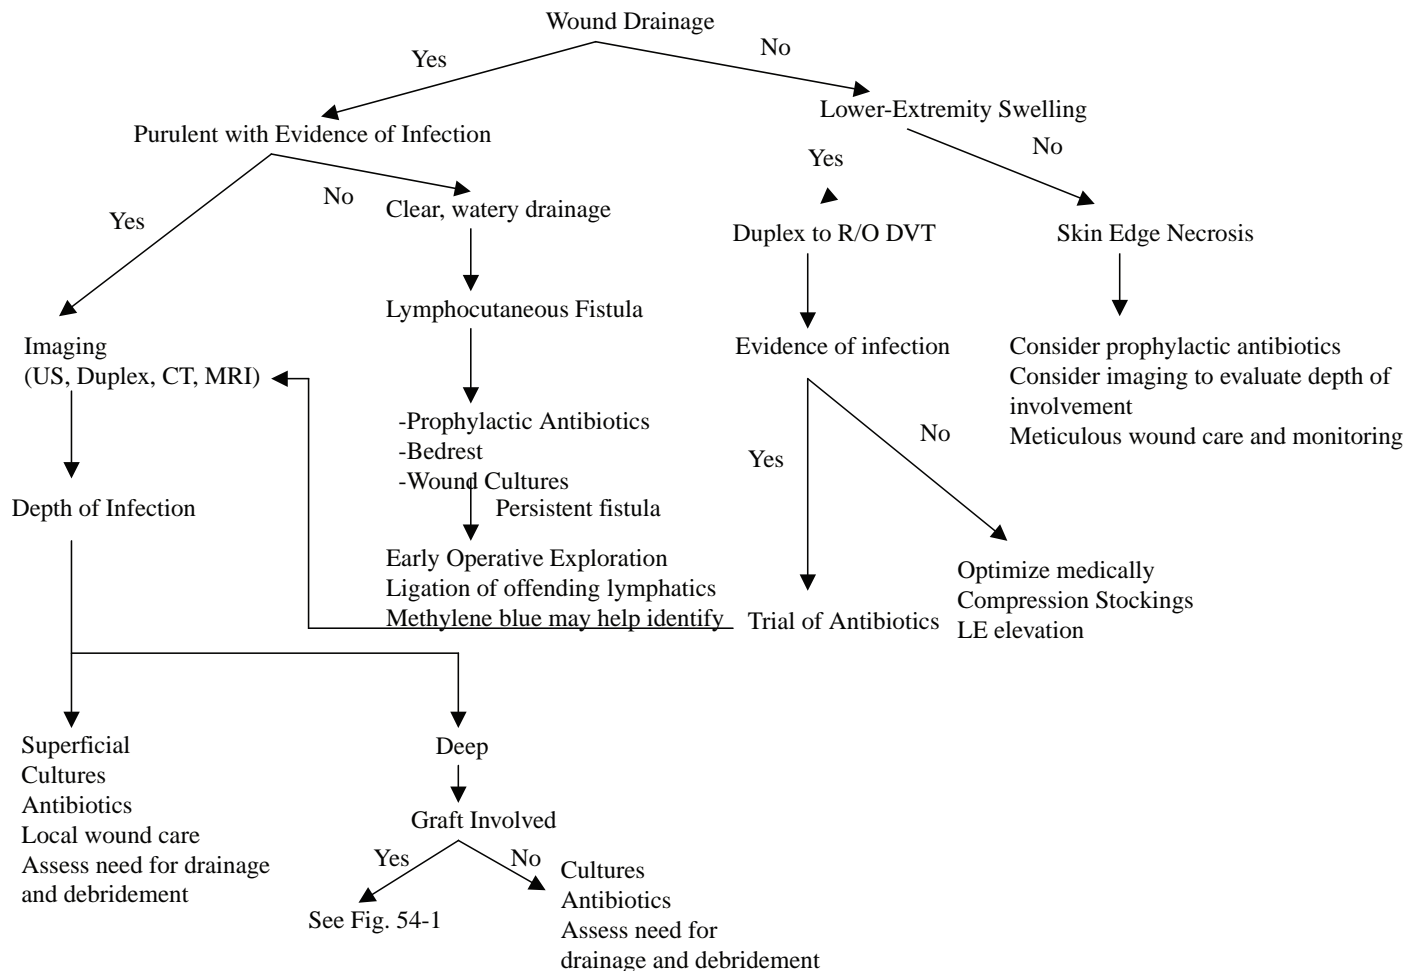 Wound Drainage
Yes
No
Purulent with Evidence of Infection
Lower-Extremity Swelling
Yes
No
Clear, watery drainage
Yes
No
Duplex to R/O DVT
Skin Edge Necrosis
Lymphocutaneous Fistula
Imaging
(US, Duplex, CT, MRI)
Evidence of infection
Consider prophylactic antibiotics
Consider imaging to evaluate depth of
involvement
Meticulous wound care and monitoring
-Prophylactic Antibiotics
-Bedrest
-Wound Cultures
Yes
No
Depth of Infection
Persistent fistula
Early Operative Exploration
Ligation of offending lymphatics
Methylene blue may help identify
Trial of Antibiotics
Optimize medically
Compression Stockings
LE elevation
Superficial
Cultures
Antibiotics
Local wound care
Assess need for drainage
and debridement
Deep
Graft Involved
Yes
No
See Fig. 54-1
Cultures
Antibiotics
Assess need for
drainage and debridement